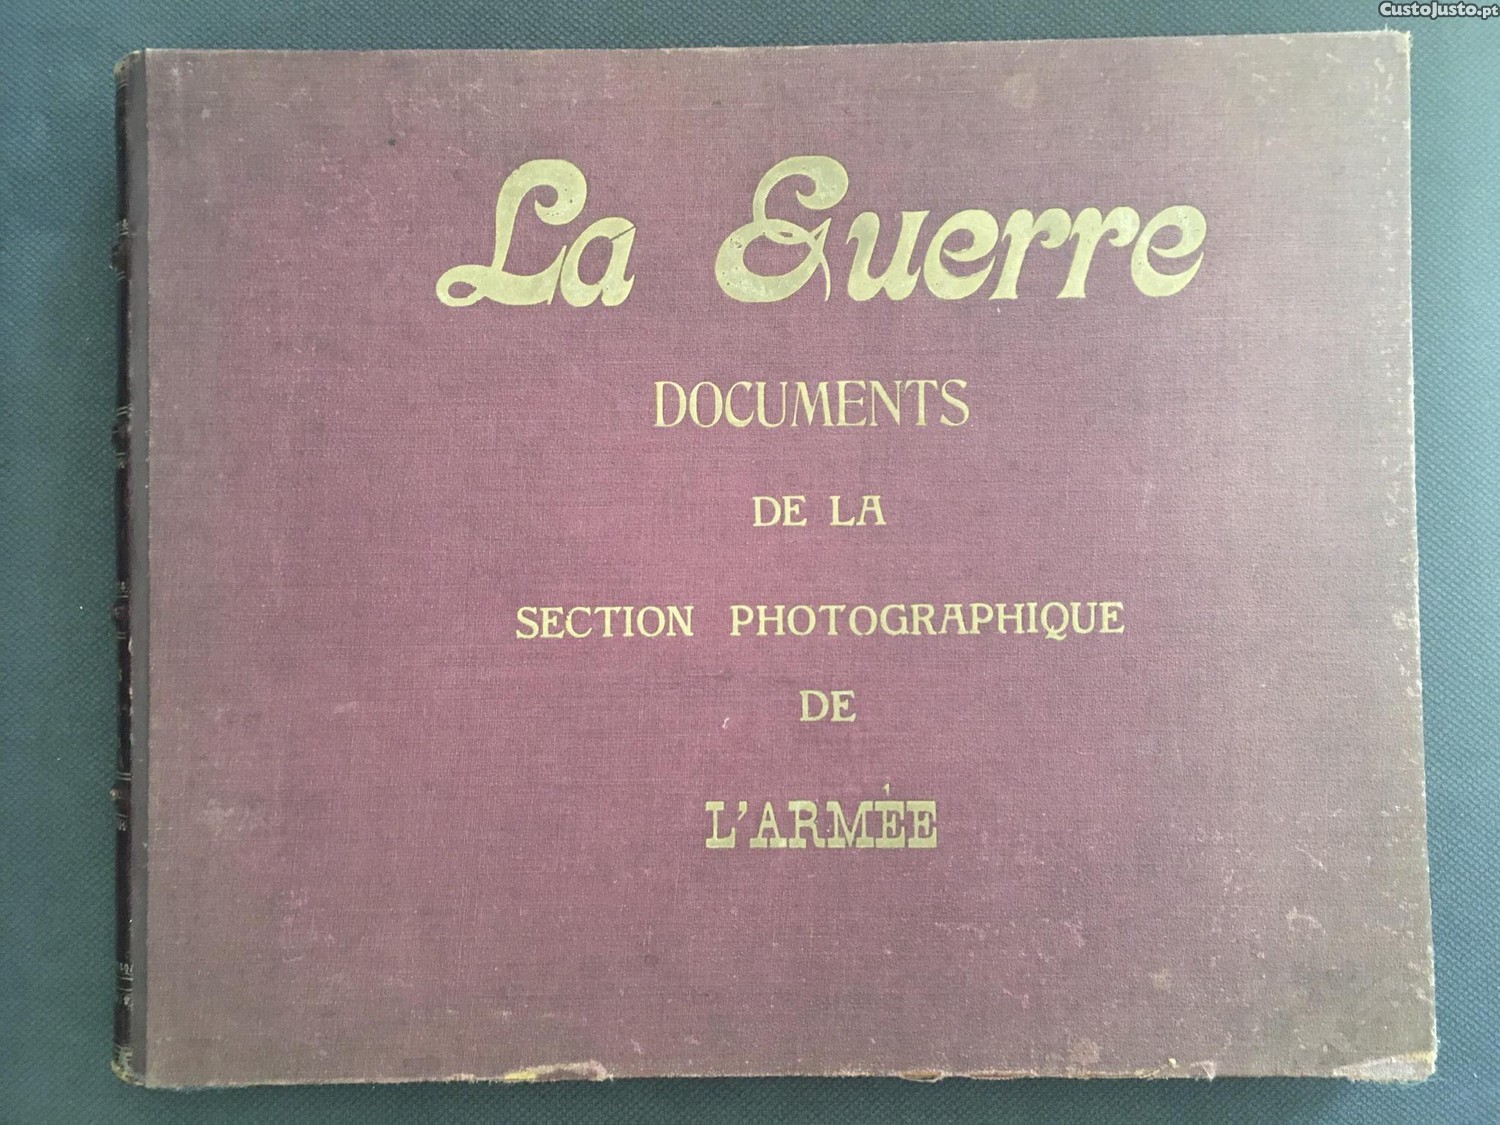 CustoJusto.pt
La Guerre
DOCUMENTS
DE LA
SECTION PHOTOGRAPHIQUE
DE
L'ARMÉE